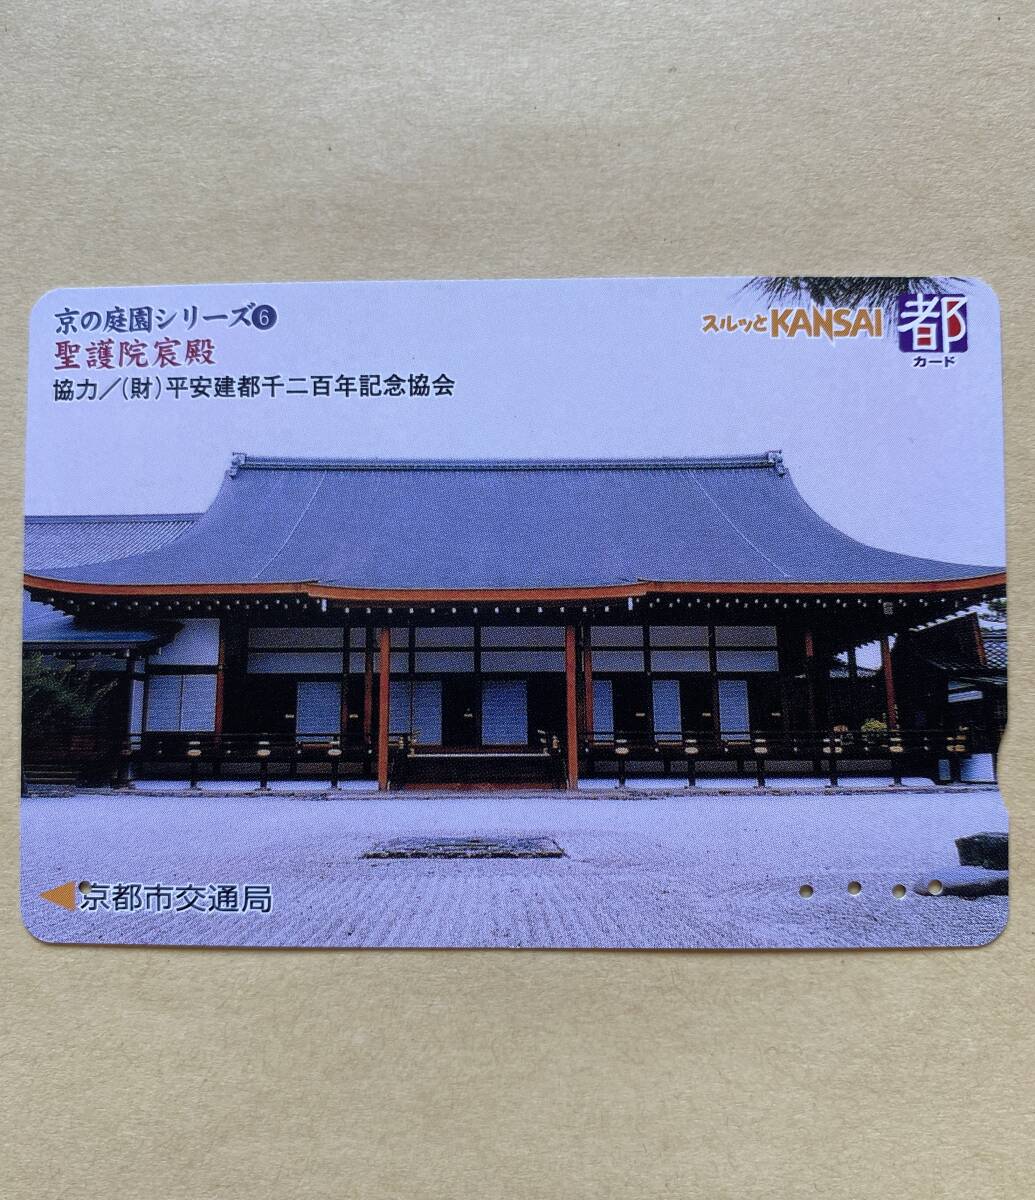 京の庭園シリーズ❻
聖護院宸殿
協力／(財)平安建都千二百年記念協会
スルッとKANSAI
都
カード
京都市交通局